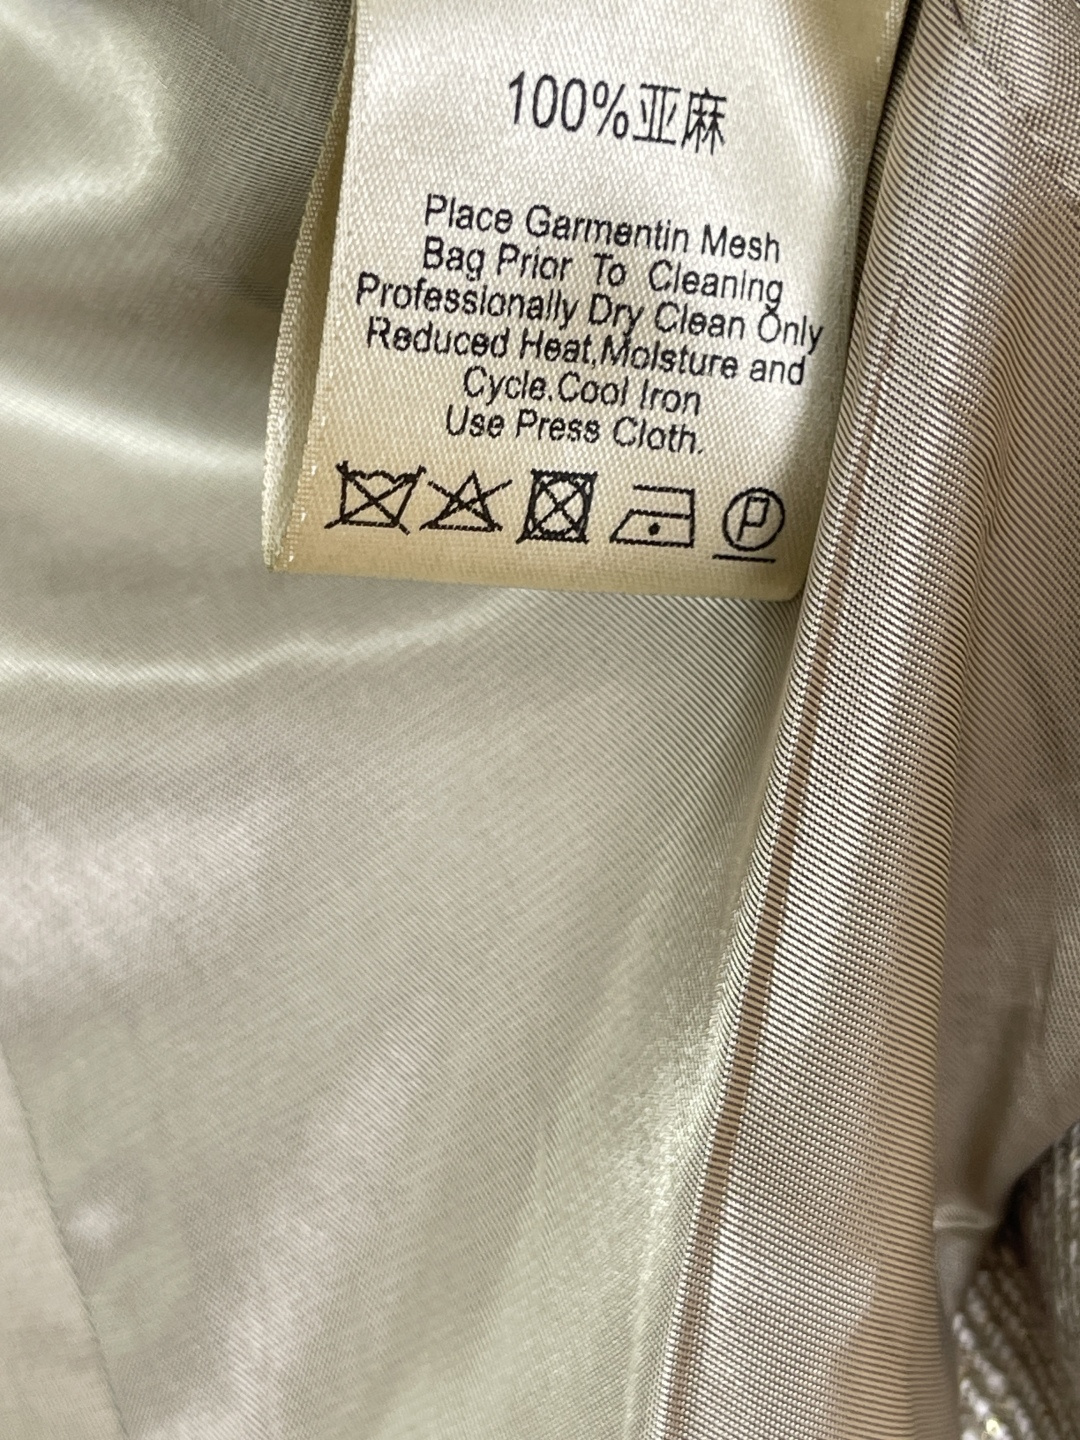 100%亚麻
Place Garmentin Mesh
Bag Prior To Cleaning
Professionally Dry Clean Only
Reduced Heat,Molsture and
Cycle.Cool Iron
Use Press Cloth.
P